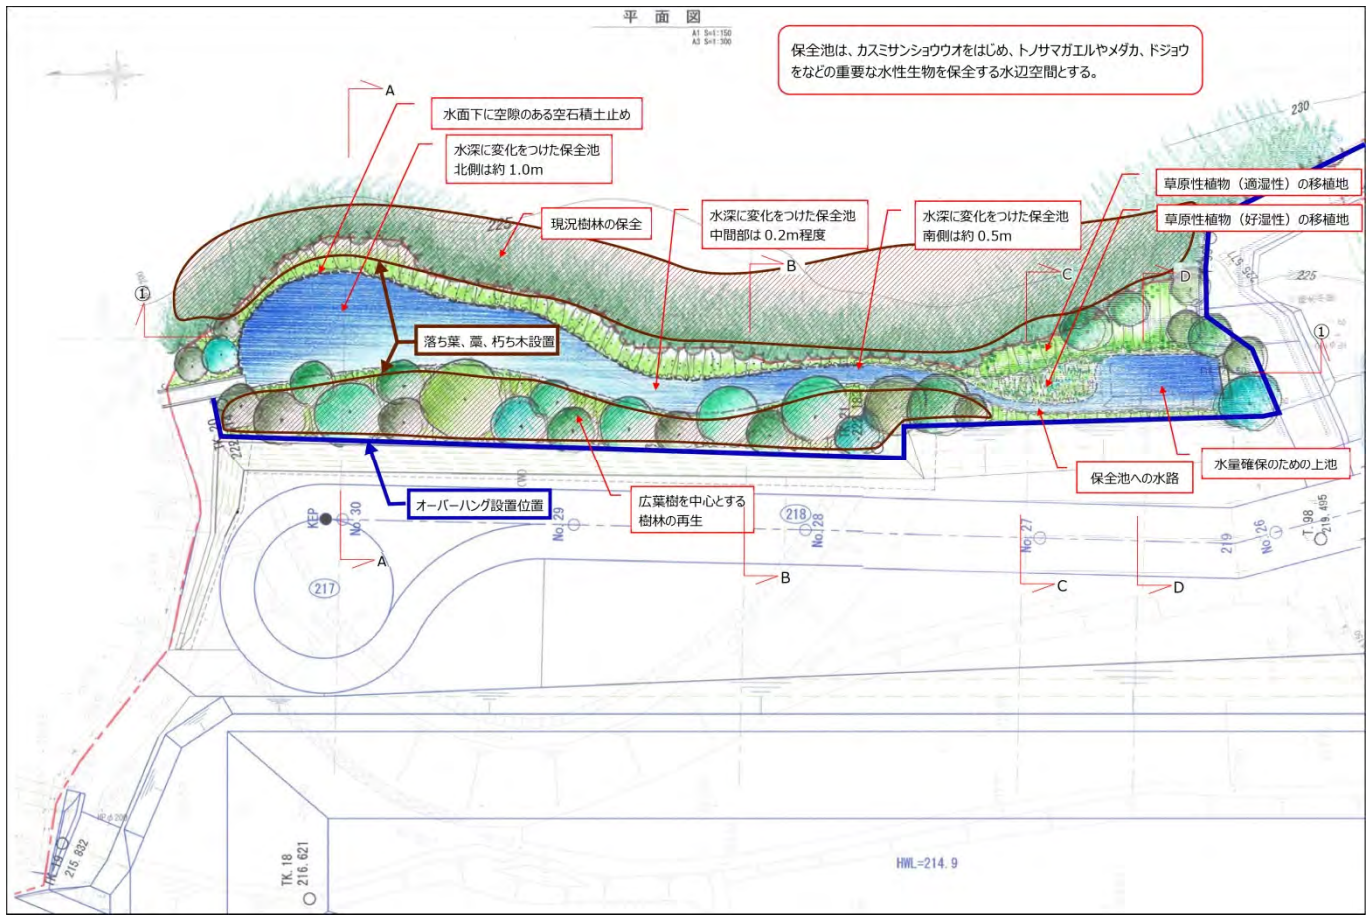 平面図
A1 S=1:150
A3 S=1:300
保全池は、カスミサンショウウオをはじめ、トノサマガエルやメダカ、ドジョウ
をなどの重要な水性生物を保全する水辺空間とする。
A
水面下に空隙のある空石積土止め
水深に変化をつけた保全池
北側は約 1.0m
230
草原性植物（適湿性）の移植地
草原性植物（好湿性）の移植地
225
現況樹林の保全
水深に変化をつけた保全池
中間部は 0.2m程度
水深に変化をつけた保全池
南側は約 0.5m
B
C
D
225
①
①
落ち葉、藁、朽ち木設置
オーバーハング設置位置
広葉樹を中心とする
樹林の再生
保全池への水路
水量確保のための上池
KEP
No.30
No.29
218
No.28
No.27
219
No.26
T.98
219.495
A
B
C
D
217
TK.19
215.832
TK.18
216.621
HWL=214.9